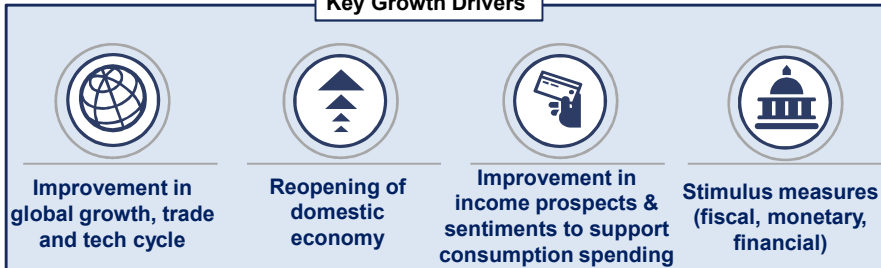 Key Growth Drivers
Improvement in
global growth, trade
and tech cycle
Reopening of
domestic
economy
Improvement in
income prospects &
sentiments to support
consumption spending
Stimulus measures
(fiscal, monetary,
financial)